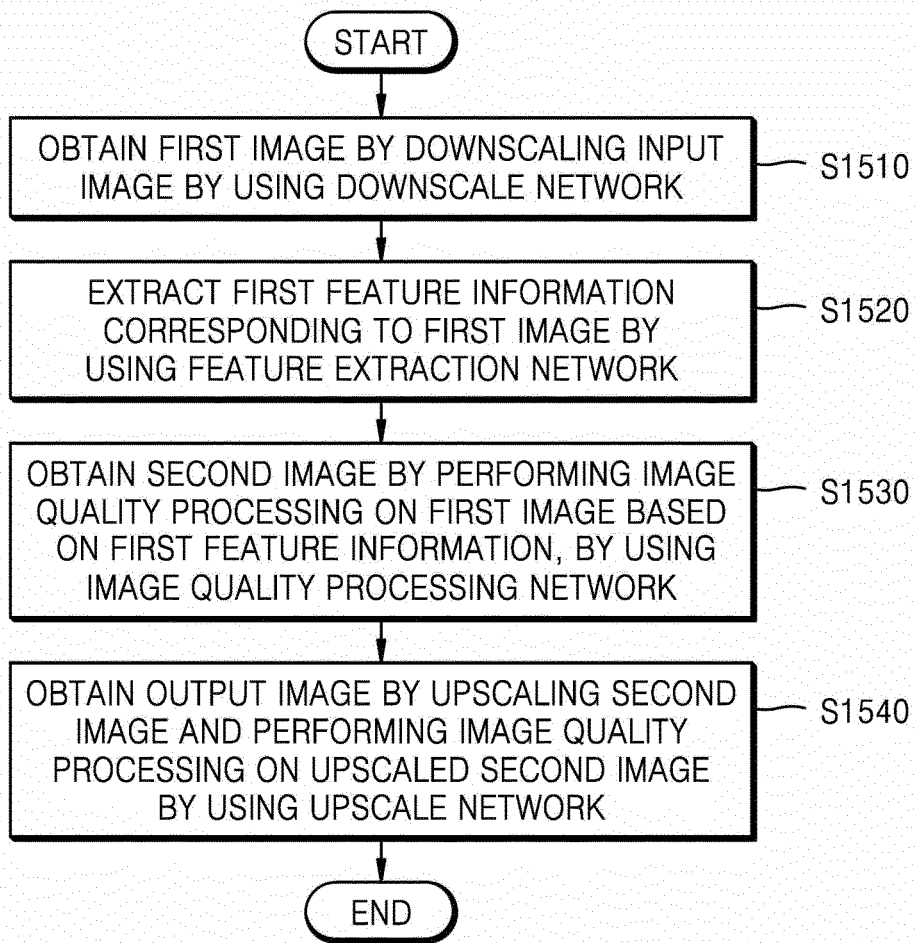 START
OBTAIN FIRST IMAGE BY DOWNSCALING INPUT
IMAGE BY USING DOWNSCALE NETWORK
S1510
EXTRACT FIRST FEATURE INFORMATION
CORRESPONDING TO FIRST IMAGE BY
USING FEATURE EXTRACTION NETWORK
S1520
OBTAIN SECOND IMAGE BY PERFORMING IMAGE
QUALITY PROCESSING ON FIRST IMAGE BASED
ON FIRST FEATURE INFORMATION, BY USING
IMAGE QUALITY PROCESSING NETWORK
S1530
OBTAIN OUTPUT IMAGE BY UPSCALING SECOND
IMAGE AND PERFORMING IMAGE QUALITY
PROCESSING ON UPSCALED SECOND IMAGE
BY USING UPSCALE NETWORK
S1540
END